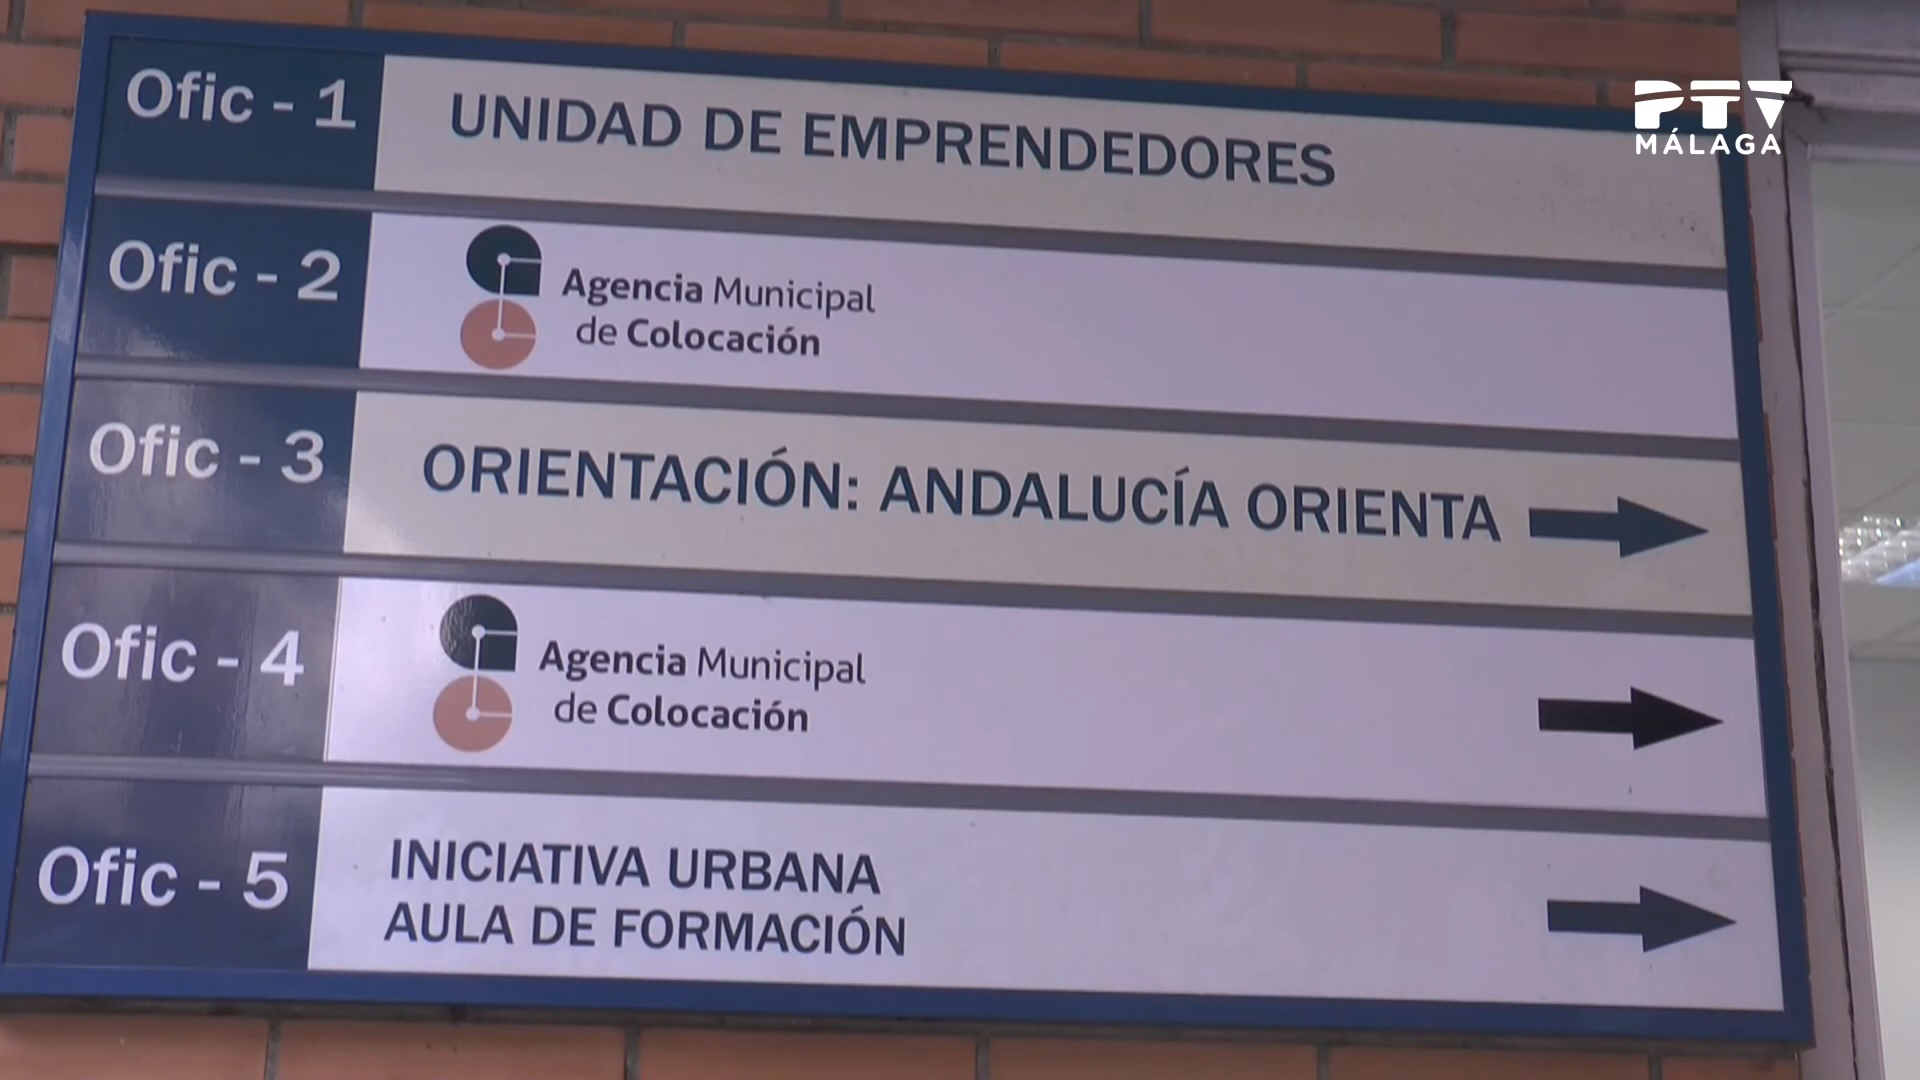 PTV
MÁLAGA
Ofic - 1 UNIDAD DE EMPRENDEDORES
Ofic - 2 Agencia Municipal
de Colocación
Ofic - 3 ORIENTACIÓN: ANDALUCÍA ORIENTA
Ofic - 4 Agencia Municipal
de Colocación
Ofic - 5 INICIATIVA URBANA
AULA DE FORMACIÓN